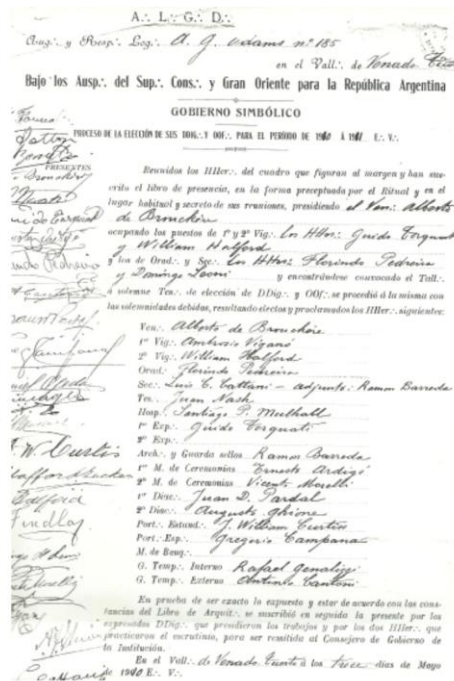 A∴ L∴ G∴ D∴
Aug∴ y Resp∴ Log∴ A. G. Adams nº 185
en el Vall∴ de Venado Tuerto
Bajo los Ausp∴ del Sup∴ Cons∴ y Gran Oriente para la República Argentina
GOBIERNO SIMBÓLICO
PROCESO DE LA ELECCIÓN DE SUS DDIG∴ Y OOF∴ PARA EL PERÍODO DE 1910 Á 1911 E∴ V∴
PRESENTES
Reunidos los HHer∴ del cuadro que figuran al margen y han sus-
crito el libro de presencia, en la forma preceptuada por el Ritual y en el
lugar habitual y secreto de sus reuniones, presidiendo el Ven∴ Alberto
de Brouckère
ocupando los puestos de 1º y 2º Vig∴ los HHos∴ Guido Torquati
y William Halford
y los de Orad∴ y Sec∴ los HHos∴ Florindo Pedreira
y Domingo Leoni y encontrándose convocado el Tall∴
á solemne Ten∴ de elección de DDig∴ y OOf∴ se procedió á la misma con
las solemnidades debidas, resultando electos y proclamados los HHer∴ siguientes:
Ven∴ Alberto de Brouckère
1º Vig∴ Ambrosio Viganó
2º Vig∴ William Halford
Orad∴ Florindo Pedreira
Sec∴ Luis C. Cattani - adjunto: Ramon Barreda
Tes∴ Juan Nash
Hosp∴ Santiago P. Mulhall
1º Exp∴ Guido Torquati
2º Exp∴
Arch∴ y Guarda sellos Ramon Barreda
1º M. de Ceremonias Ernesto Ardigó
2º M. de Ceremonias Vicente Morelli
1º Diác∴ Juan D. Pardal
2º Diác∴ Augusto Ghione
Port∴ Estand∴ J. William Curtis
Port∴ Esp∴ Gregorio Campana
M. de Banq∴
G. Temp∴ Interno Rafael
G. Temp∴ Externo Antonio Cantoni
En prueba de ser exacto lo expuesto y estar de acuerdo con las cons-
tancias del Libro de Arquit∴ se suscribió en seguida la presente por los
expresados DDig∴ que presidieron los trabajos y por los dos HHer∴ que
practicaron el escrutinio, para ser remitida al Consejo de Gobierno de
la Institución.
En el Vall∴ de Venado Tuerto á los trece días de Mayo
de 1910 E∴ V∴
W. Curtis
Findlay